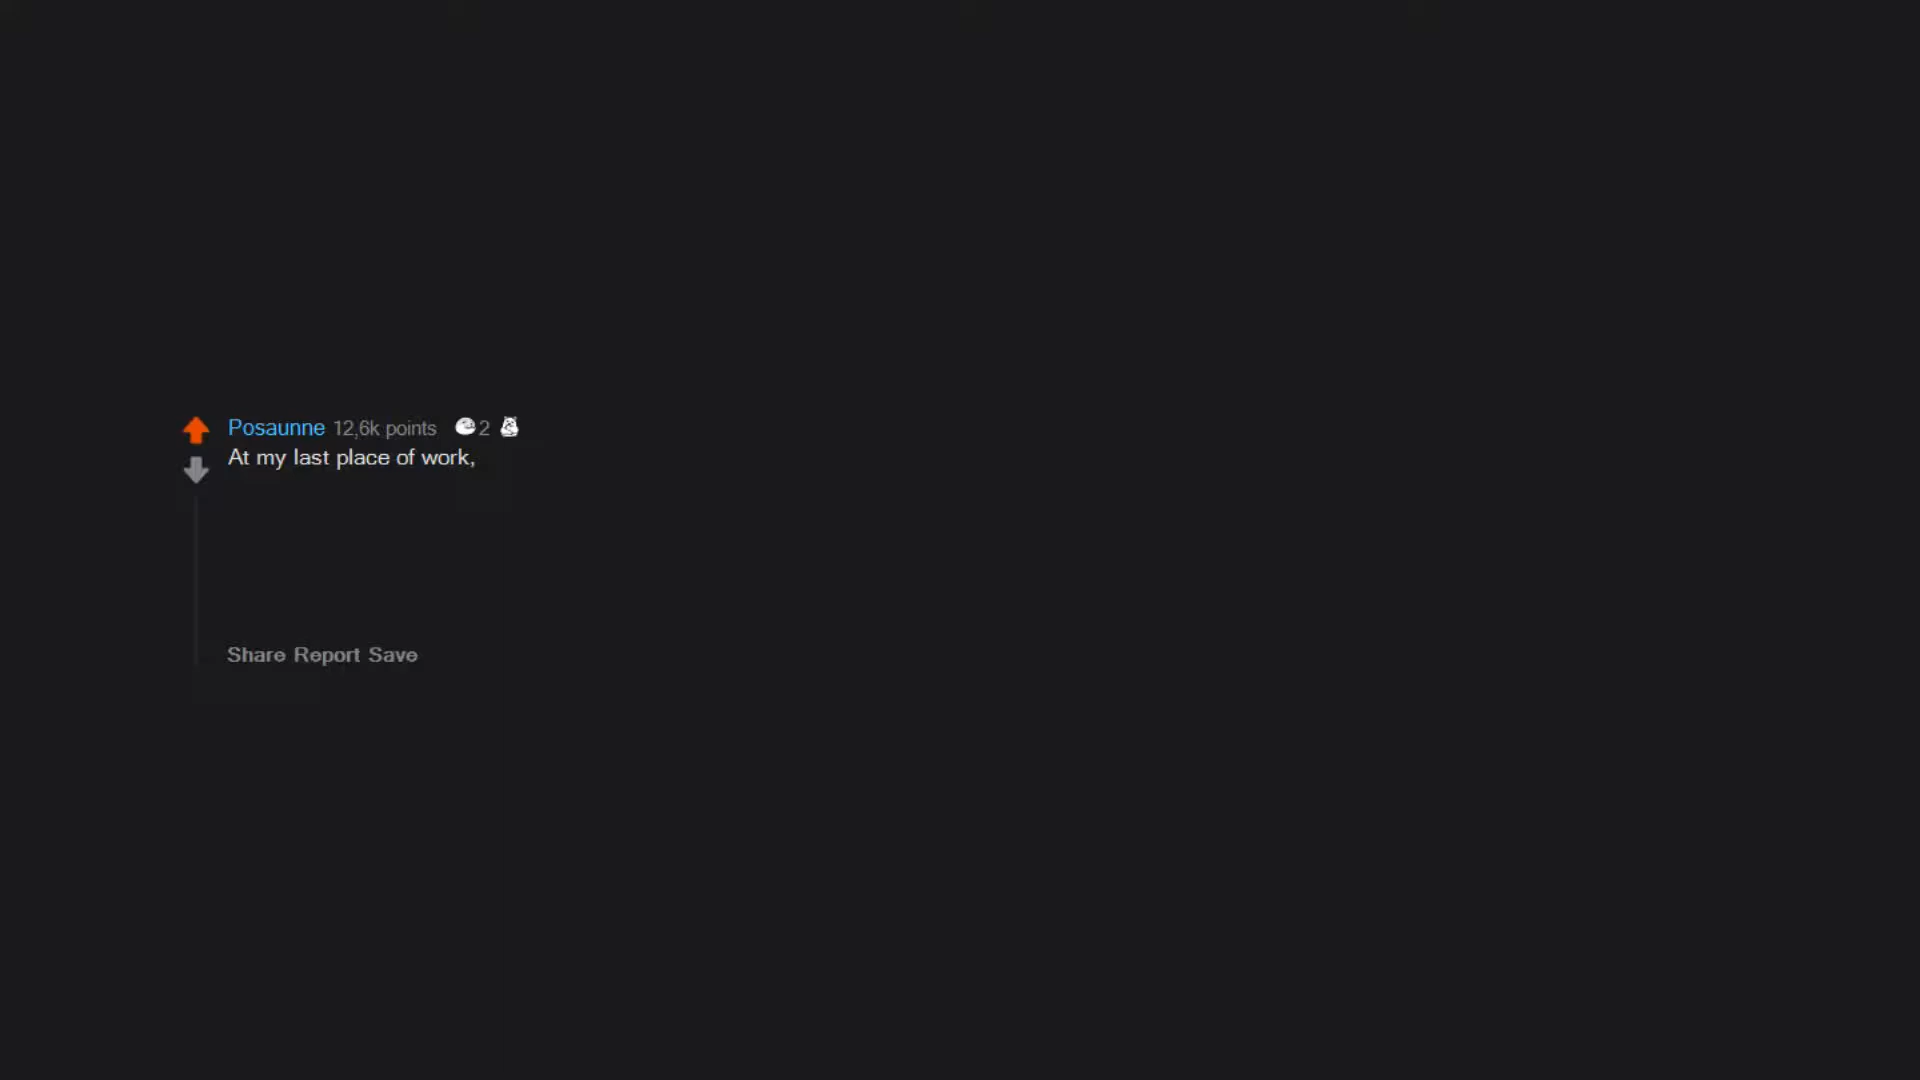 Posaunne 12,6k points 2
At my last place of work,
Share Report Save